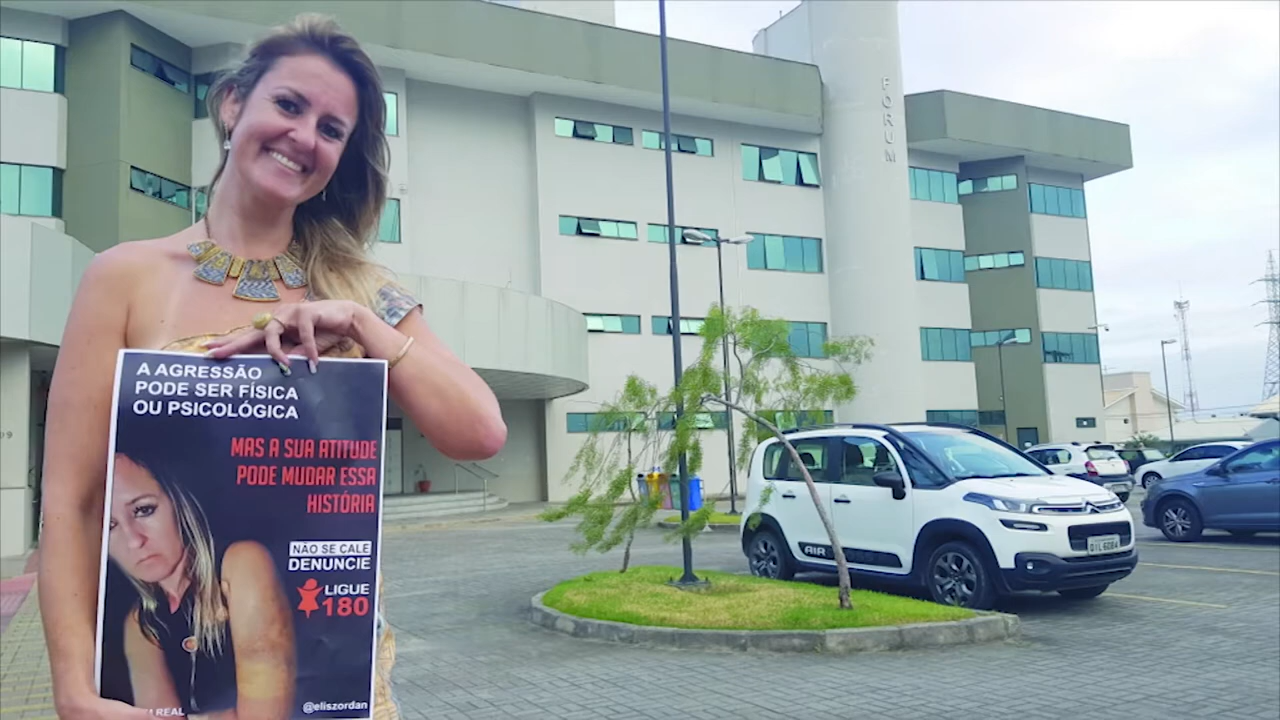 FORUM
A AGRESSÃO
PODE SER FÍSICA
OU PSICOLÓGICA
MAS A SUA ATITUDE
PODE MUDAR ESSA
HISTÓRIA
NÃO SE CALE
DENUNCIE
LIGUE
180
REAL
@eliszordan
AIR